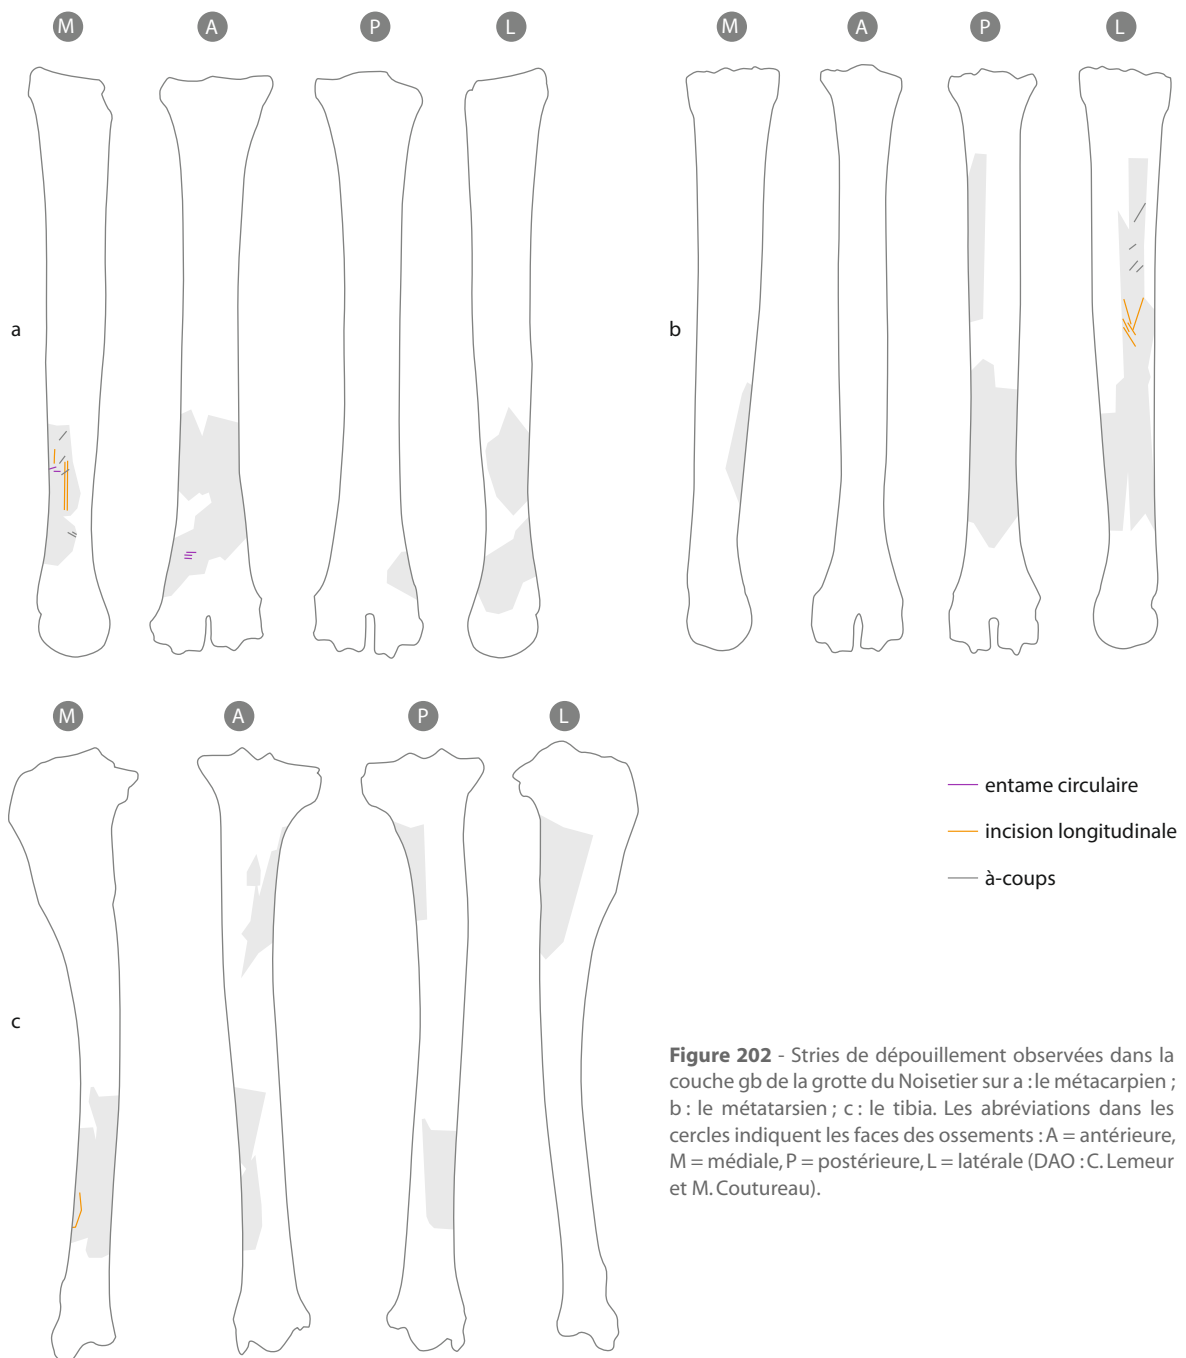 M A P L
M A P L
a
b
M A P L
c
entame circulaire
incision longitudinale
à-coups
Figure 202 - Stries de dépouillement observées dans la
couche gb de la grotte du Noisetier sur a : le métacarpien ;
b : le métatarsien ; c : le tibia. Les abréviations dans les
cercles indiquent les faces des ossements : A = antérieure,
M = médiale, P = postérieure, L = latérale (DAO : C. Lemeur
et M. Coutureau).